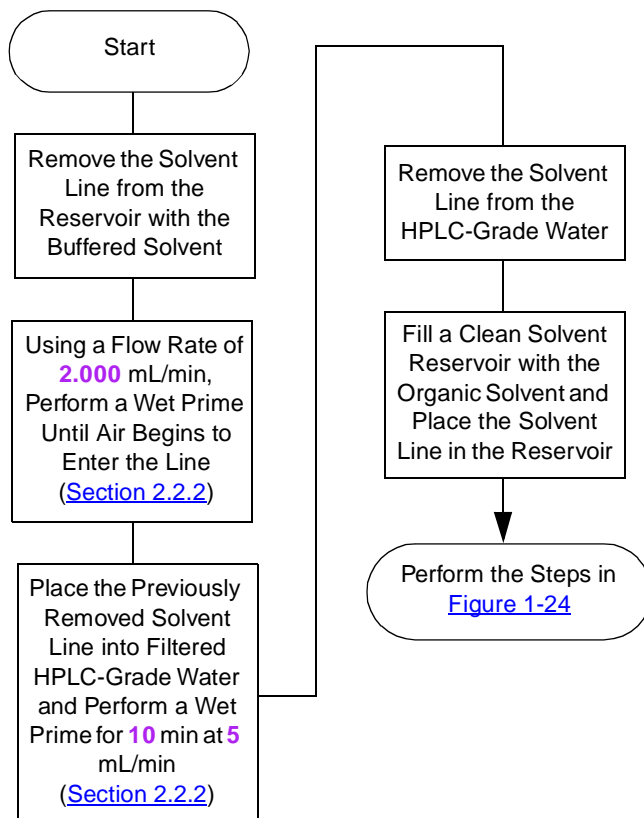 Start
Remove the Solvent
Line from the
Reservoir with the
Buffered Solvent
Using a Flow Rate of
2.000 mL/min,
Perform a Wet Prime
Until Air Begins to
Enter the Line
(Section 2.2.2)
Place the Previously
Removed Solvent
Line into Filtered
HPLC-Grade Water
and Perform a Wet
Prime for 10 min at 5
mL/min
(Section 2.2.2)
Remove the Solvent
Line from the
HPLC-Grade Water
Fill a Clean Solvent
Reservoir with the
Organic Solvent and
Place the Solvent
Line in the Reservoir
Perform the Steps in
Figure 1-24